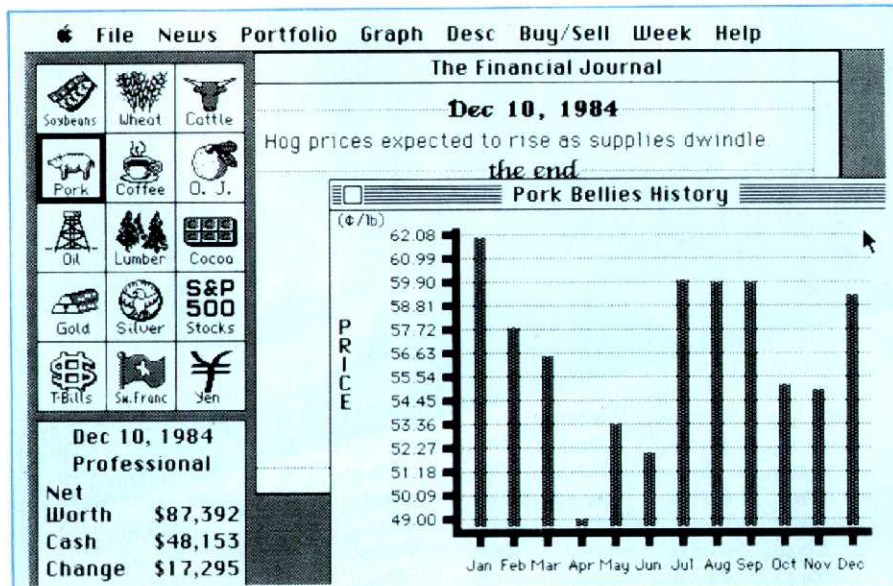 File News Portfolio Graph Desc Buy/Sell Week Help
Soybeans Wheat Cattle
Pork Coffee O. J.
Oil Lumber Cocoa
Gold Silver S&P 500 Stocks
T-Bills Sw.Franc Yen
Dec 10, 1984
Professional
Net
Worth $87,392
Cash $48,153
Change $17,295
The Financial Journal
Dec 10, 1984
Hog prices expected to rise as supplies dwindle.
the end
Pork Bellies History
(¢/lb)
PRICE
62.08
60.99
59.90
58.81
57.72
56.63
55.54
54.45
53.36
52.27
51.18
50.09
49.00
Jan Feb Mar Apr May Jun Jul Aug Sep Oct Nov Dec